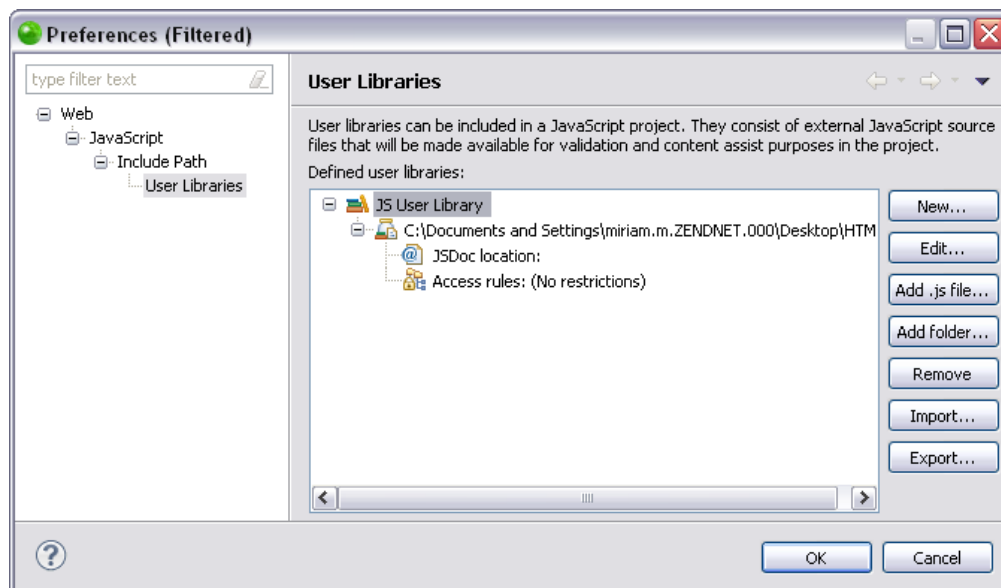 Preferences (Filtered)
type filter text
Web
JavaScript
Include Path
User Libraries
User Libraries
User libraries can be included in a JavaScript project. They consist of external JavaScript source
files that will be made available for validation and content assist purposes in the project.
Defined user libraries:
JS User Library
C:\Documents and Settings\miriam.m.ZENDNET.000\Desktop\HTM
JSDoc location:
Access rules: (No restrictions)
New...
Edit...
Add .js file...
Add folder...
Remove
Import...
Export...
OK
Cancel